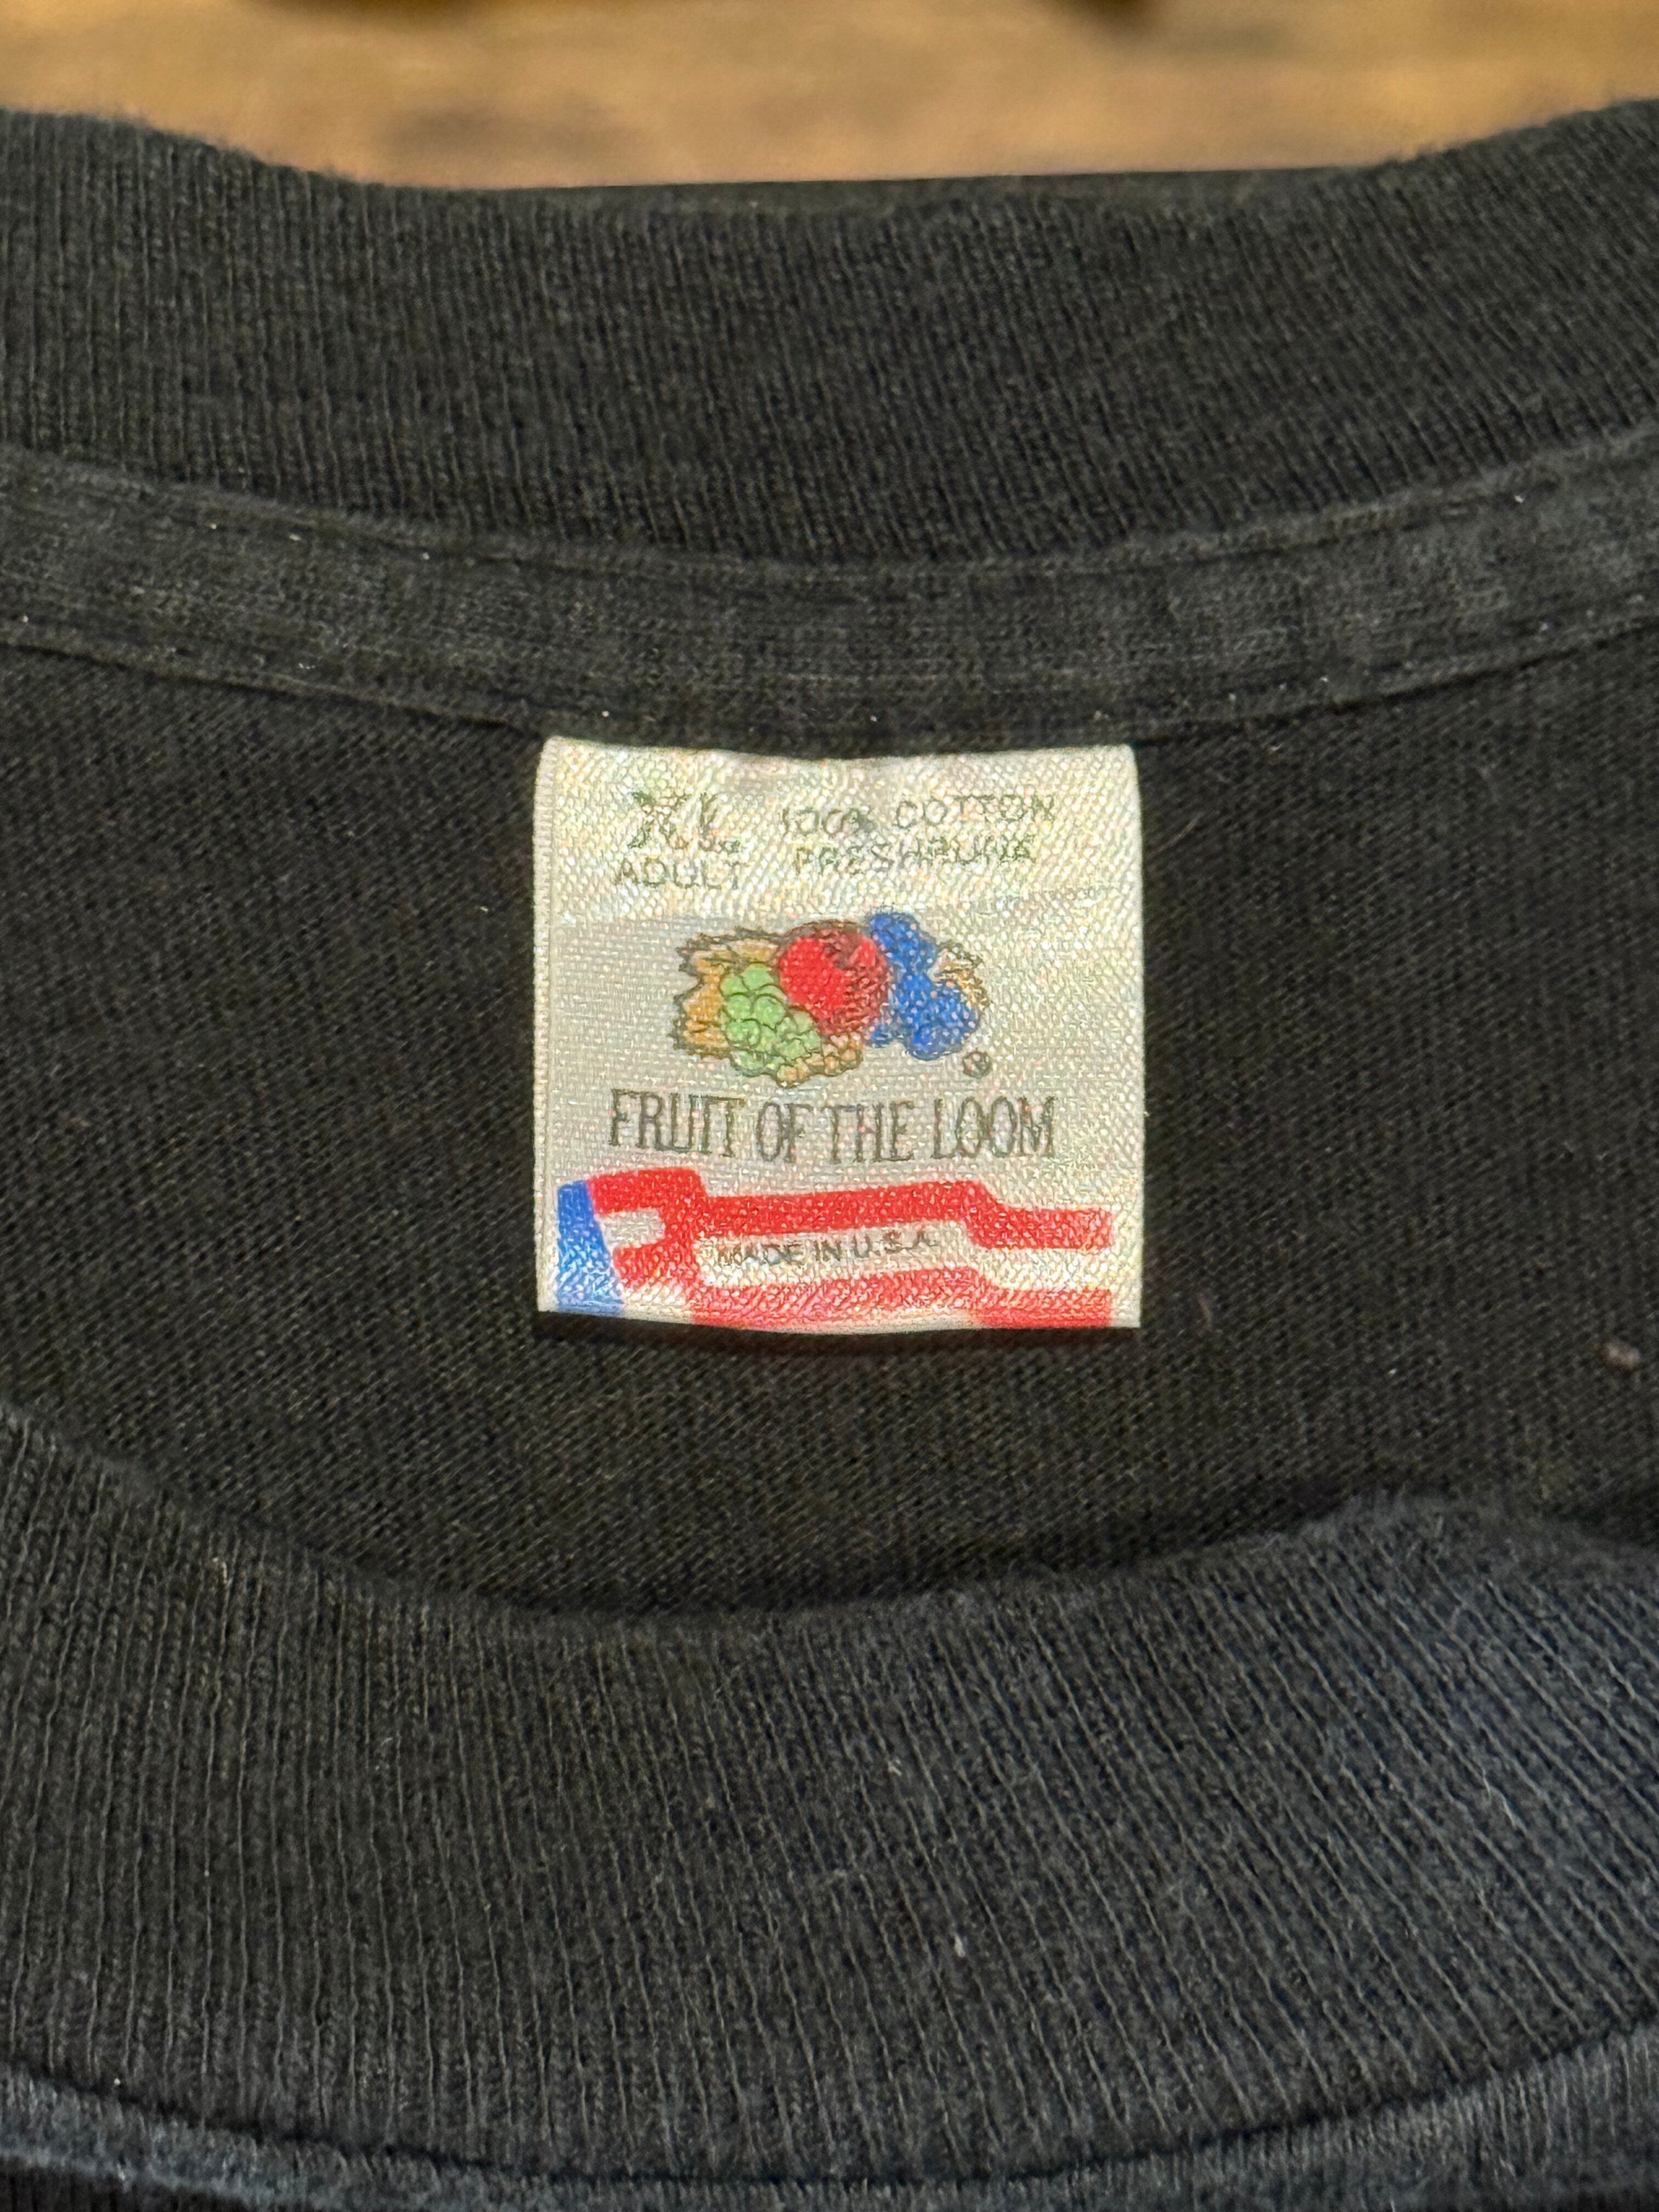 XL 100% COTTON
ADULT PRESHRUNK
®
FRUIT OF THE LOOM
MADE IN U.S.A.